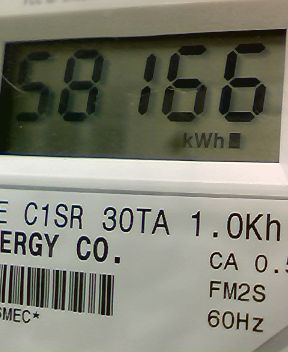 58166
kWh
E C1SR 30TA 1.0Kh
ERGY CO.
CA 0.5
FM2S
SMEC*
60Hz